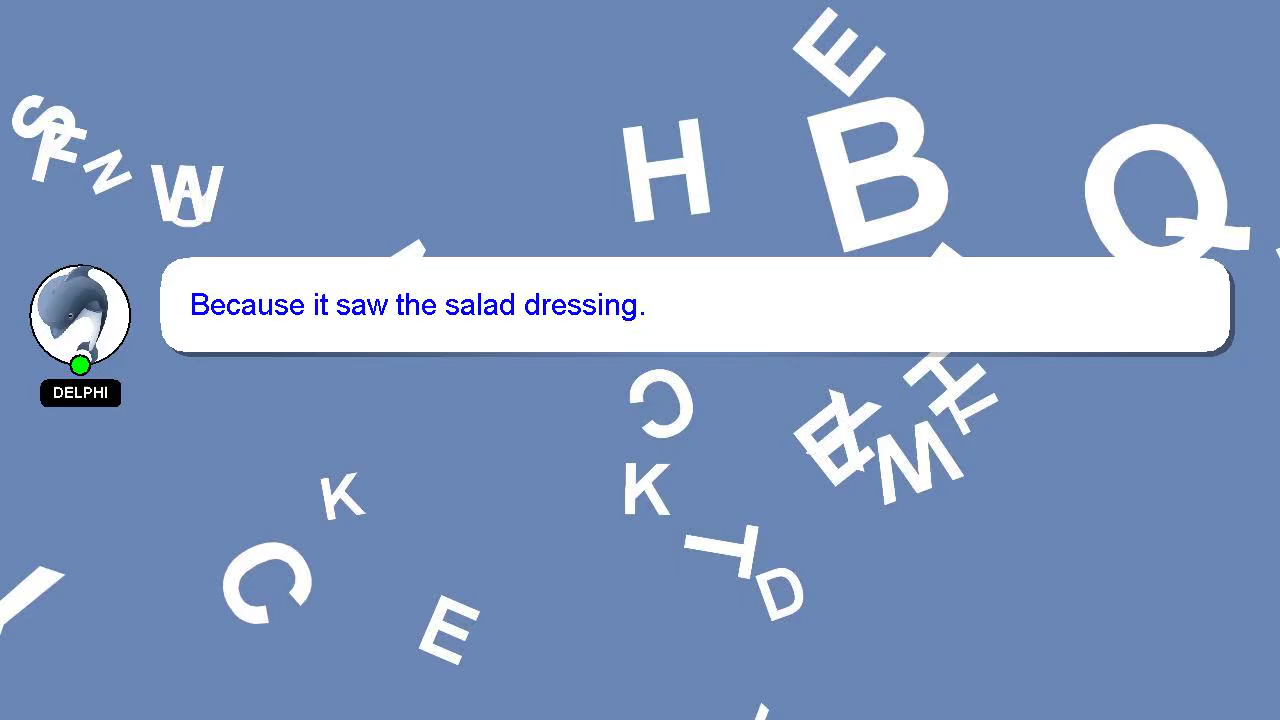 E
B
H
Q
S
F
N
W
A
Because it saw the salad dressing.
DELPHI
C
H
E
M
K
K
T
D
C
E